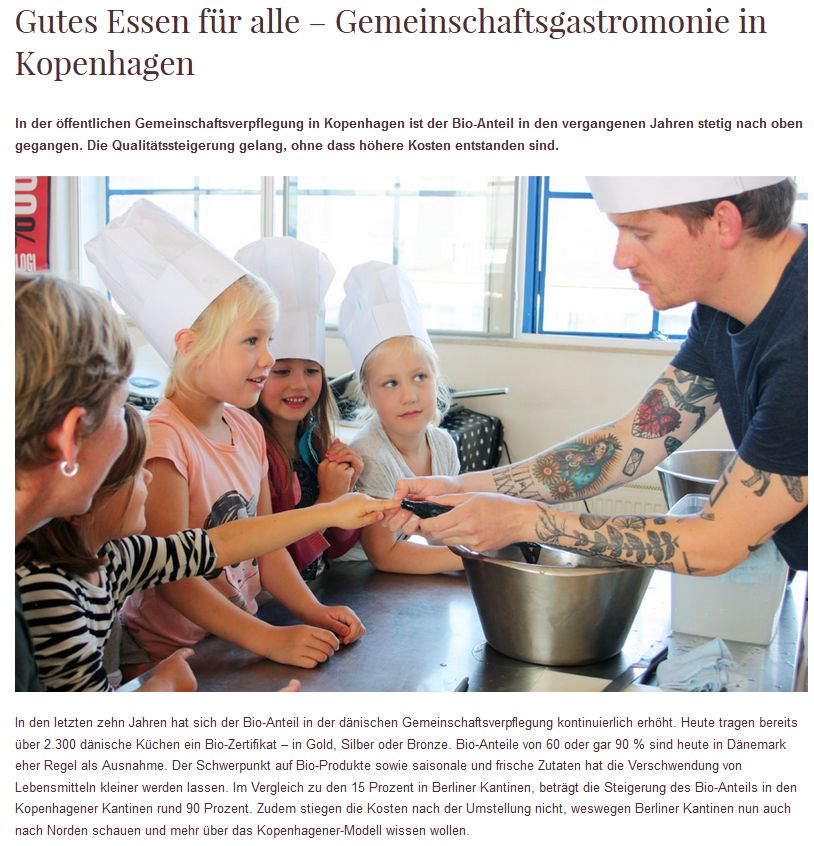 Gutes Essen für alle – Gemeinschaftsgastromonie in
Kopenhagen
In der öffentlichen Gemeinschaftsverpflegung in Kopenhagen ist der Bio-Anteil in den vergangenen Jahren stetig nach oben
gegangen. Die Qualitätssteigerung gelang, ohne dass höhere Kosten entstanden sind.
In den letzten zehn Jahren hat sich der Bio-Anteil in der dänischen Gemeinschaftsverpflegung kontinuierlich erhöht. Heute tragen bereits
über 2.300 dänische Küchen ein Bio-Zertifikat – in Gold, Silber oder Bronze. Bio-Anteile von 60 oder gar 90 % sind heute in Dänemark
eher Regel als Ausnahme. Der Schwerpunkt auf Bio-Produkte sowie saisonale und frische Zutaten hat die Verschwendung von
Lebensmitteln kleiner werden lassen. Im Vergleich zu den 15 Prozent in Berliner Kantinen, beträgt die Steigerung des Bio-Anteils in den
Kopenhagener Kantinen rund 90 Prozent. Zudem stiegen die Kosten nach der Umstellung nicht, weswegen Berliner Kantinen nun auch
nach Norden schauen und mehr über das Kopenhagener-Modell wissen wollen.